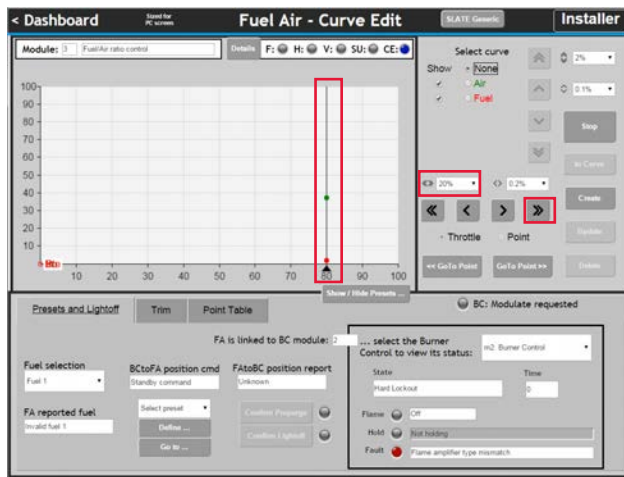 < Dashboard Sized for PC screen Fuel Air - Curve Edit SLATE Generic Installer
Module: 3 Fuel/Air ratio control Details F: H: V: SU: CE:
Select curve
Show None
Air
Fuel
2%
0.1%
Stop
In Curve
Create
Update
Delete
20% 0.2%
« < > »
Throttle Point
<< GoTo Point GoTo Point >>
100
90
80
70
60
50
40
30
20
10
10 20 30 40 50 60 70 80 90 100
Show / Hide Presets ...
Presets and Lightoff Trim Point Table
BC: Modulate requested
FA is linked to BC module: 2
... select the Burner
Control to view its status: m2: Burner Control
Fuel selection
Fuel 1
FA reported fuel
Invalid fuel 1
BCtoFA position cmd
Standby command
Select preset
Define ...
Go to ...
FAtoBC position report
Unknown
Confirm Prepurge
Confirm Lightoff
State Time
Hard Lockout 0
Flame Off
Hold Not holding
Fault Flame amplifier type mismatch